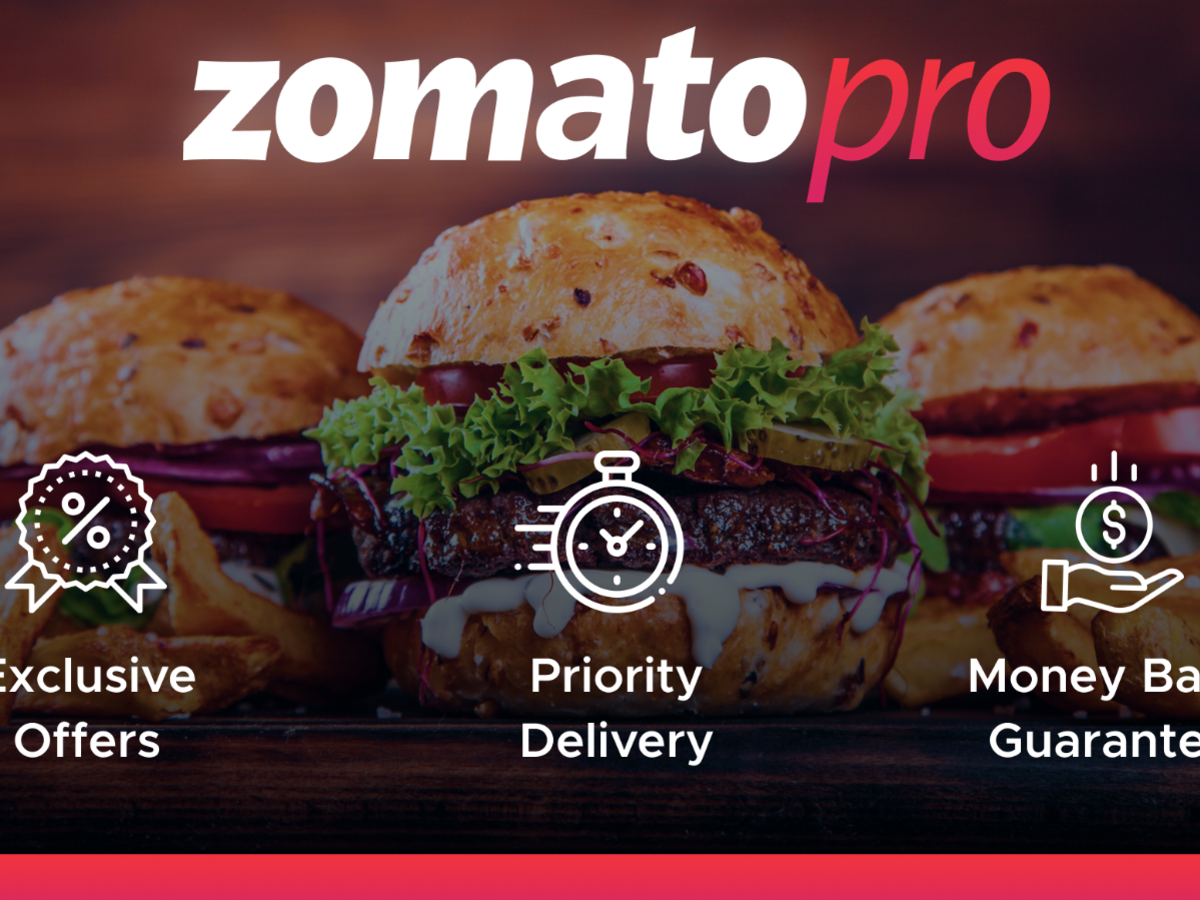 zomatopro
Exclusive
Offers
Priority
Delivery
Money Ba
Guarante